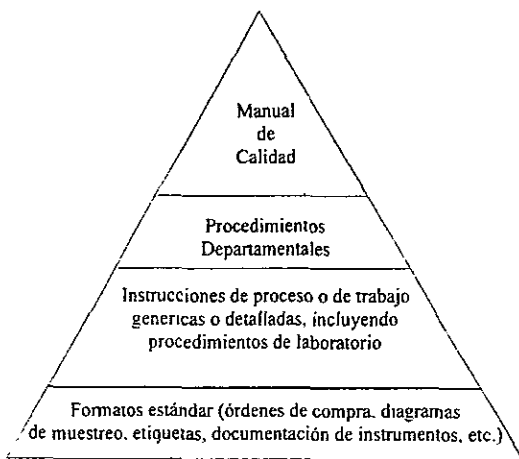 Manual
de
Calidad
Procedimientos
Departamentales
Instrucciones de proceso o de trabajo
genericas o detalladas, incluyendo
procedimientos de laboratorio
Formatos estándar (órdenes de compra. diagramas
de muestreo. etiquetas, documentación de instrumentos, etc.)